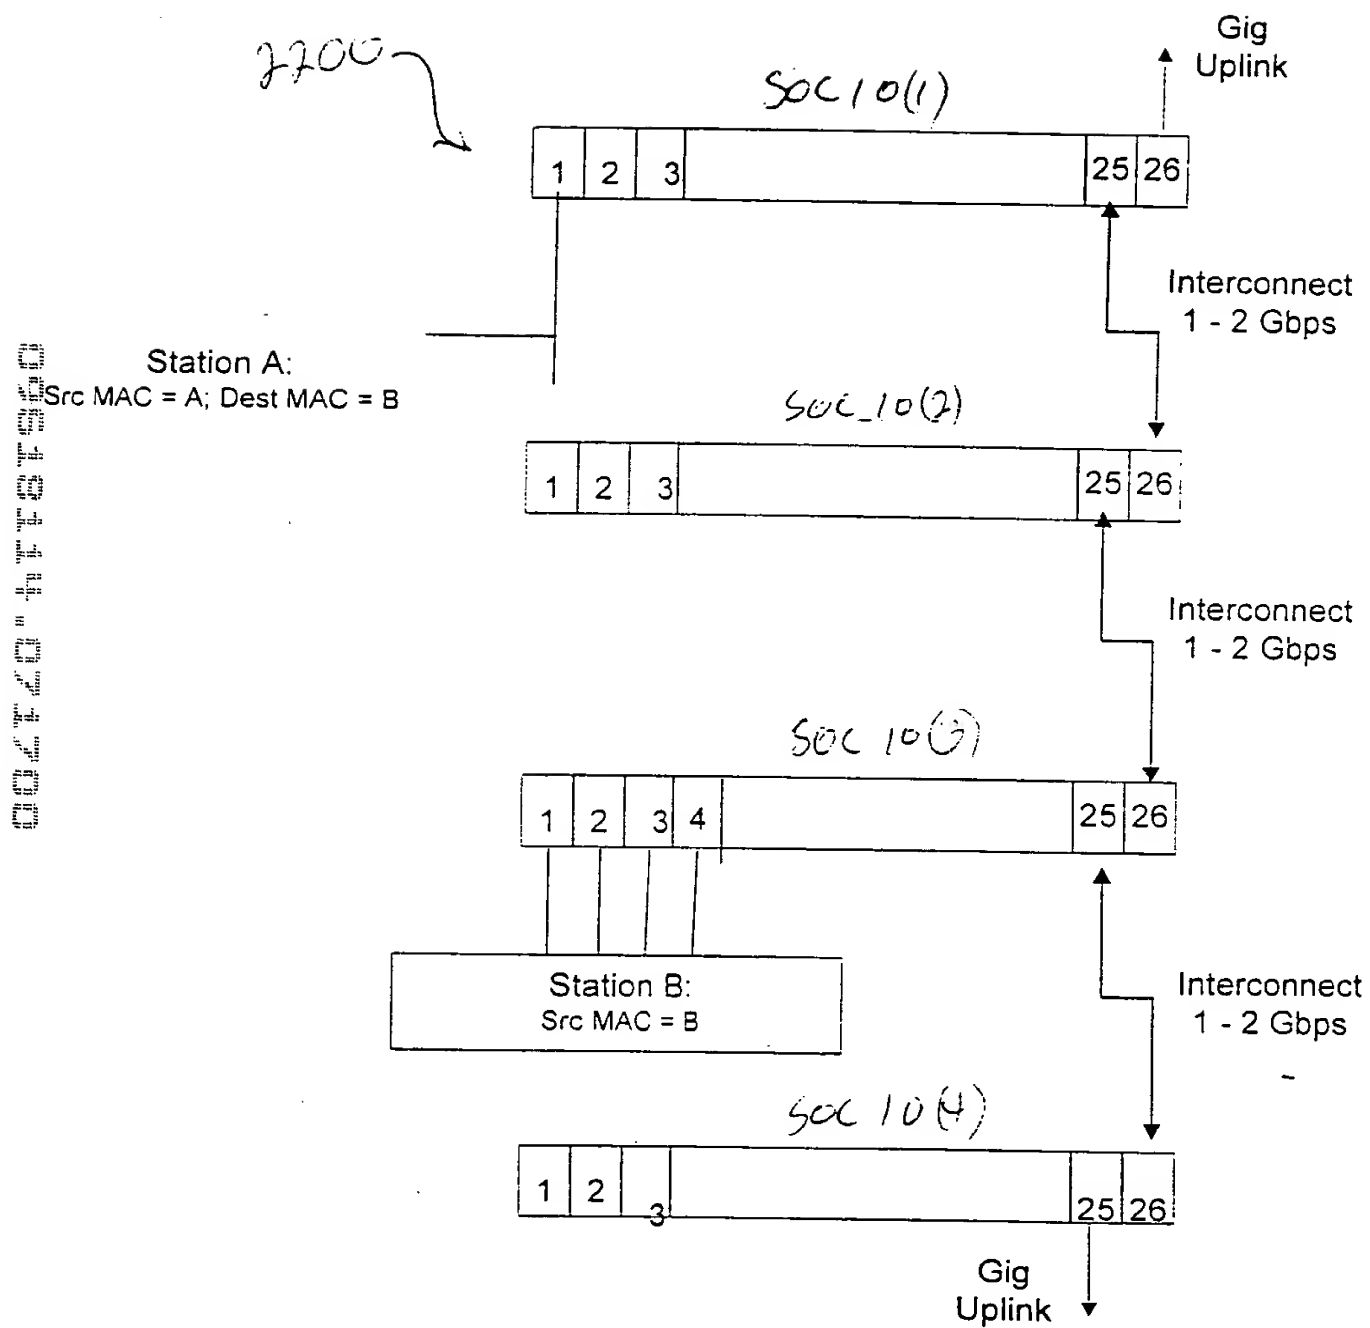 Gig
Uplink
2200
SOC 10(1)
1 2 3 25 26
Interconnect
1 - 2 Gbps
Station A:
Src MAC = A; Dest MAC = B
SOC_10(2)
1 2 3 25 26
Interconnect
1 - 2 Gbps
SOC 10(3)
1 2 3 4 25 26
Station B:
Src MAC = B
Interconnect
1 - 2 Gbps
SOC 10(4)
1 2 3 25 26
Gig
Uplink
09618114.071700